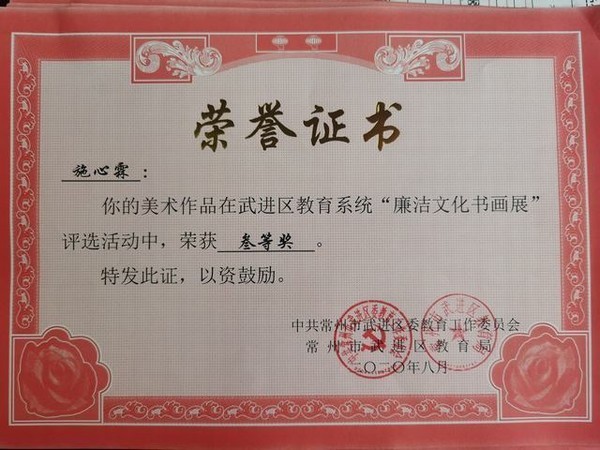 荣誉证书
施心霖：
你的美术作品在武进区教育系统“廉洁文化书画展”
评选活动中，荣获 叁等奖 。
特发此证，以资鼓励。
中共常州市武进区委教育工作委员会
常州市武进区教育局
二〇二〇年八月